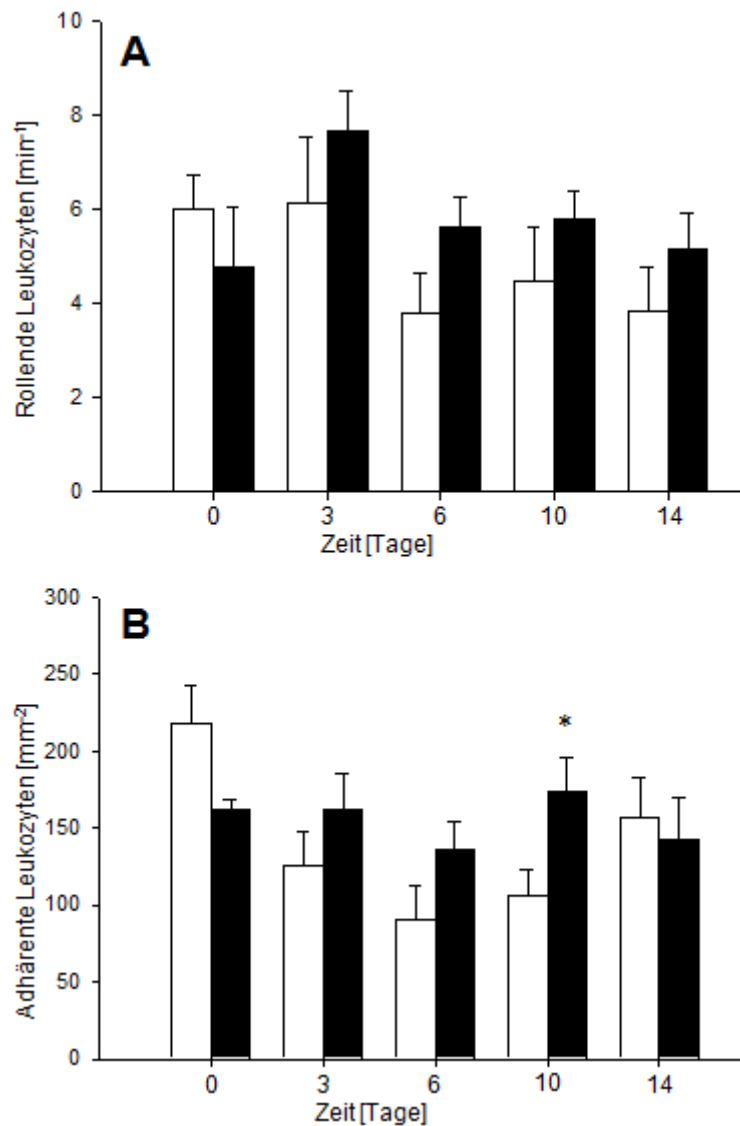 A
Rollende Leukozyten [min⁻¹]
10
8
6
4
2
0
0 3 6 10 14
Zeit [Tage]
B
Adhärente Leukozyten [mm⁻²]
300
250
200
150
100
50
0
*
0 3 6 10 14
Zeit [Tage]